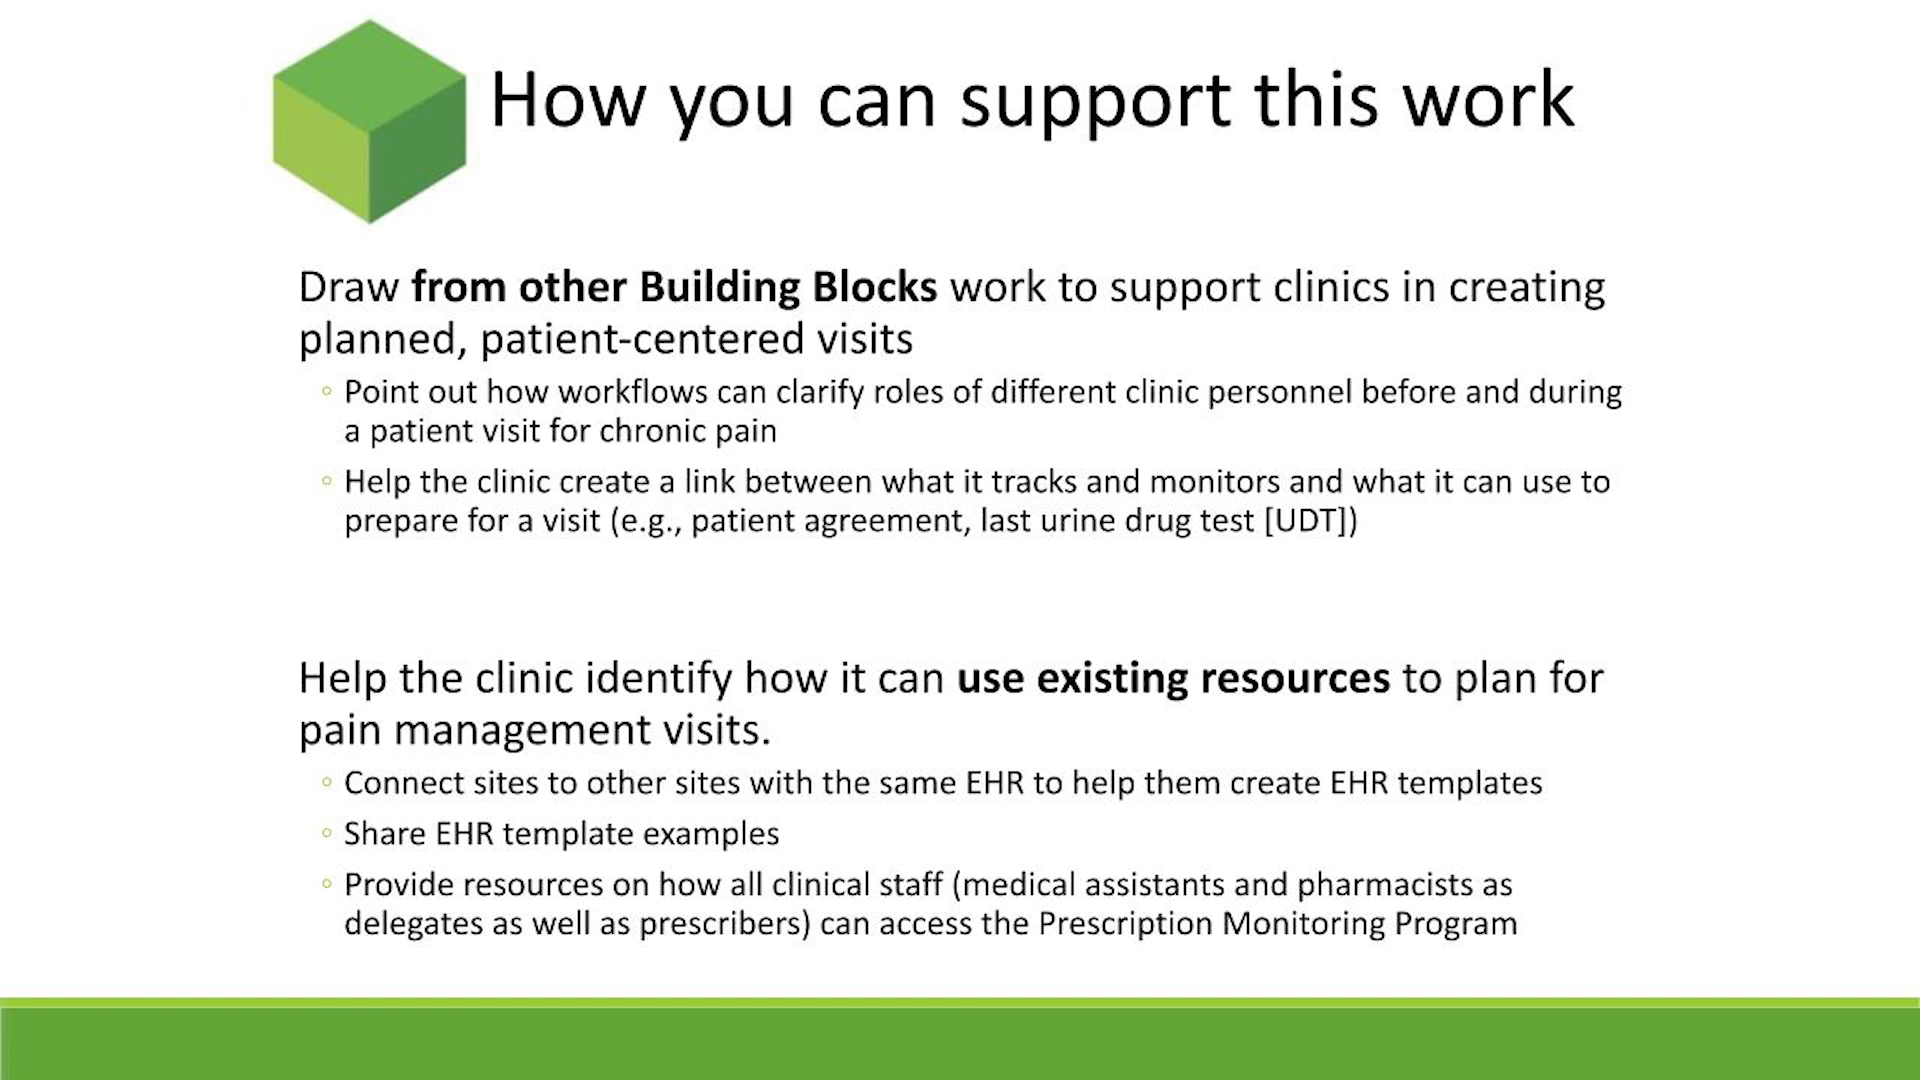 How you can support this work
Draw from other Building Blocks work to support clinics in creating
planned, patient-centered visits
◦ Point out how workflows can clarify roles of different clinic personnel before and during
a patient visit for chronic pain
◦ Help the clinic create a link between what it tracks and monitors and what it can use to
prepare for a visit (e.g., patient agreement, last urine drug test [UDT])
Help the clinic identify how it can use existing resources to plan for
pain management visits.
◦ Connect sites to other sites with the same EHR to help them create EHR templates
◦ Share EHR template examples
◦ Provide resources on how all clinical staff (medical assistants and pharmacists as
delegates as well as prescribers) can access the Prescription Monitoring Program